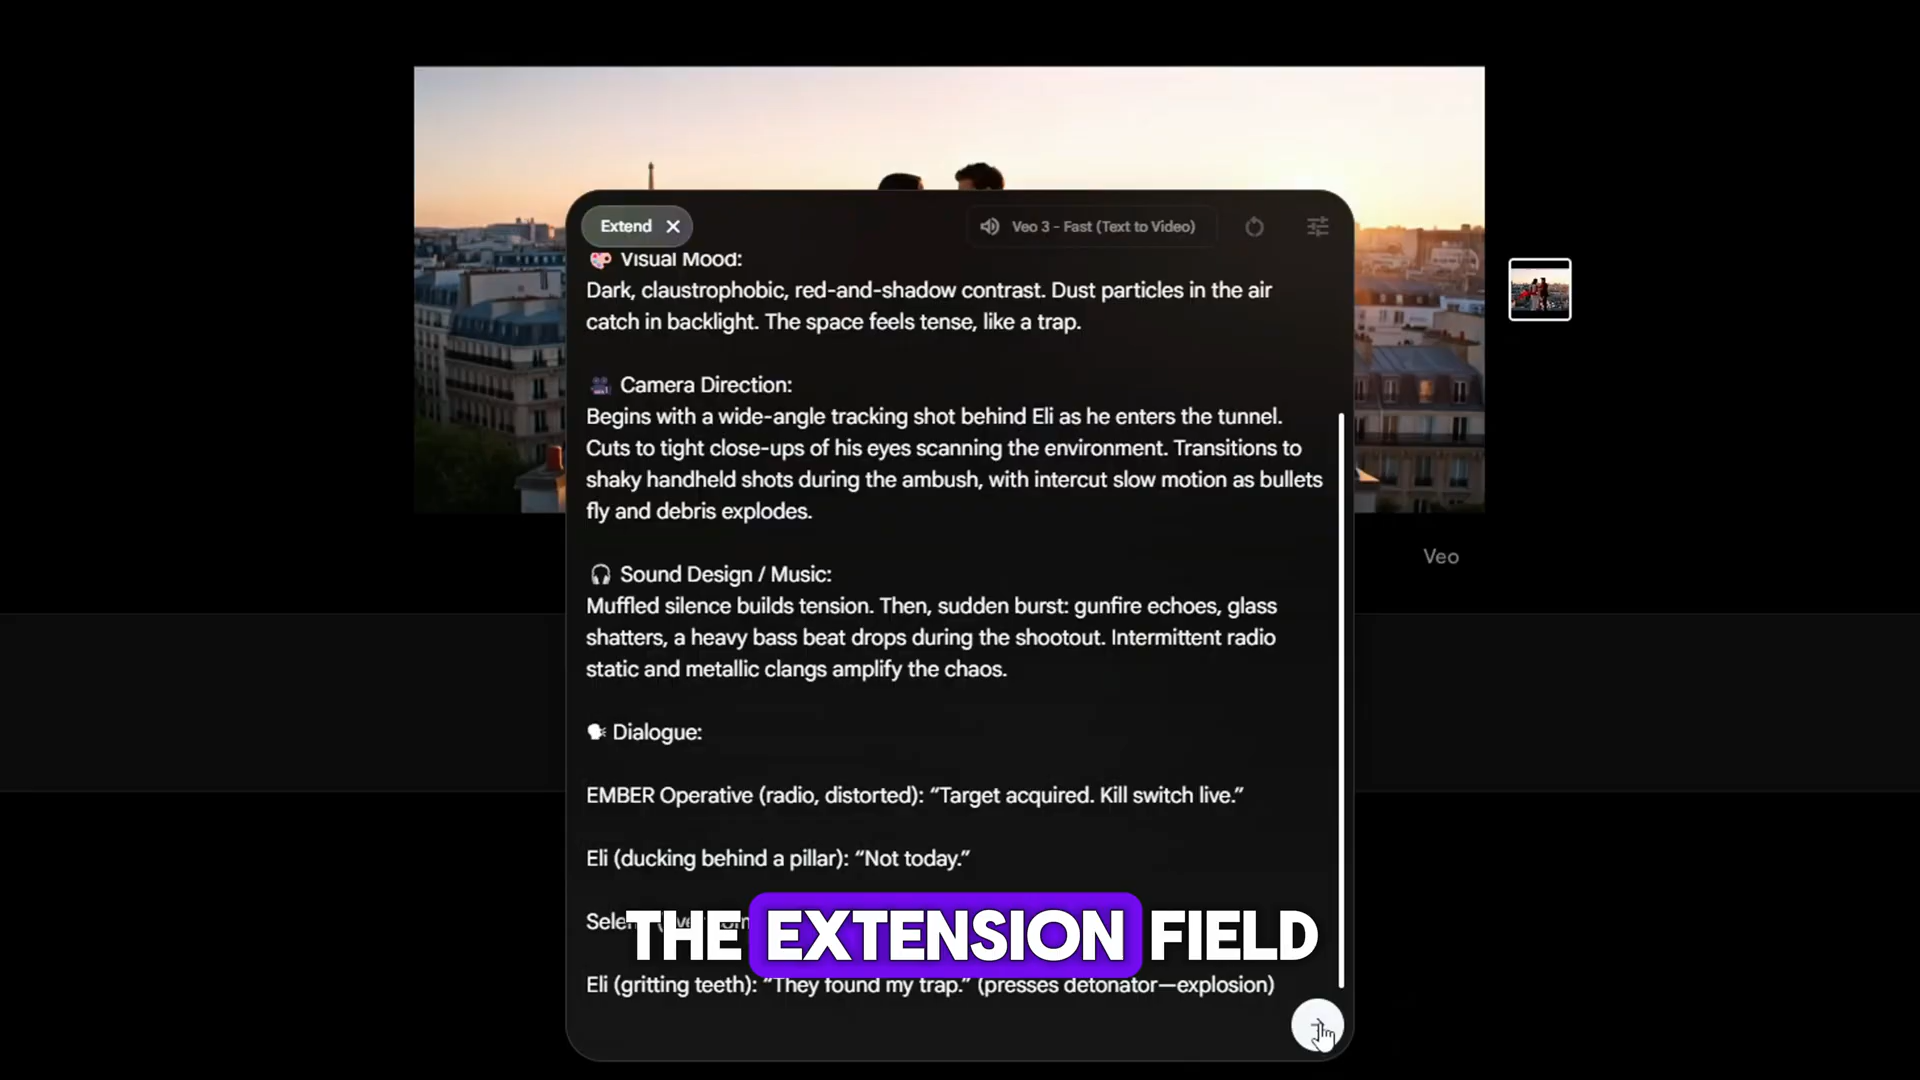 Extend
Veo 3 - Fast (Text to Video)
Visual Mood:
Dark, claustrophobic, red-and-shadow contrast. Dust particles in the air
catch in backlight. The space feels tense, like a trap.
Camera Direction:
Begins with a wide-angle tracking shot behind Eli as he enters the tunnel.
Cuts to tight close-ups of his eyes scanning the environment. Transitions to
shaky handheld shots during the ambush, with intercut slow motion as bullets
fly and debris explodes.
Sound Design / Music:
Muffled silence builds tension. Then, sudden burst: gunfire echoes, glass
shatters, a heavy bass beat drops during the shootout. Intermittent radio
static and metallic clangs amplify the chaos.
Dialogue:
EMBER Operative (radio, distorted): “Target acquired. Kill switch live.”
Eli (ducking behind a pillar): “Not today.”
THE EXTENSION FIELD
Eli (gritting teeth): “They found my trap.” (presses detonator—explosion)
Veo